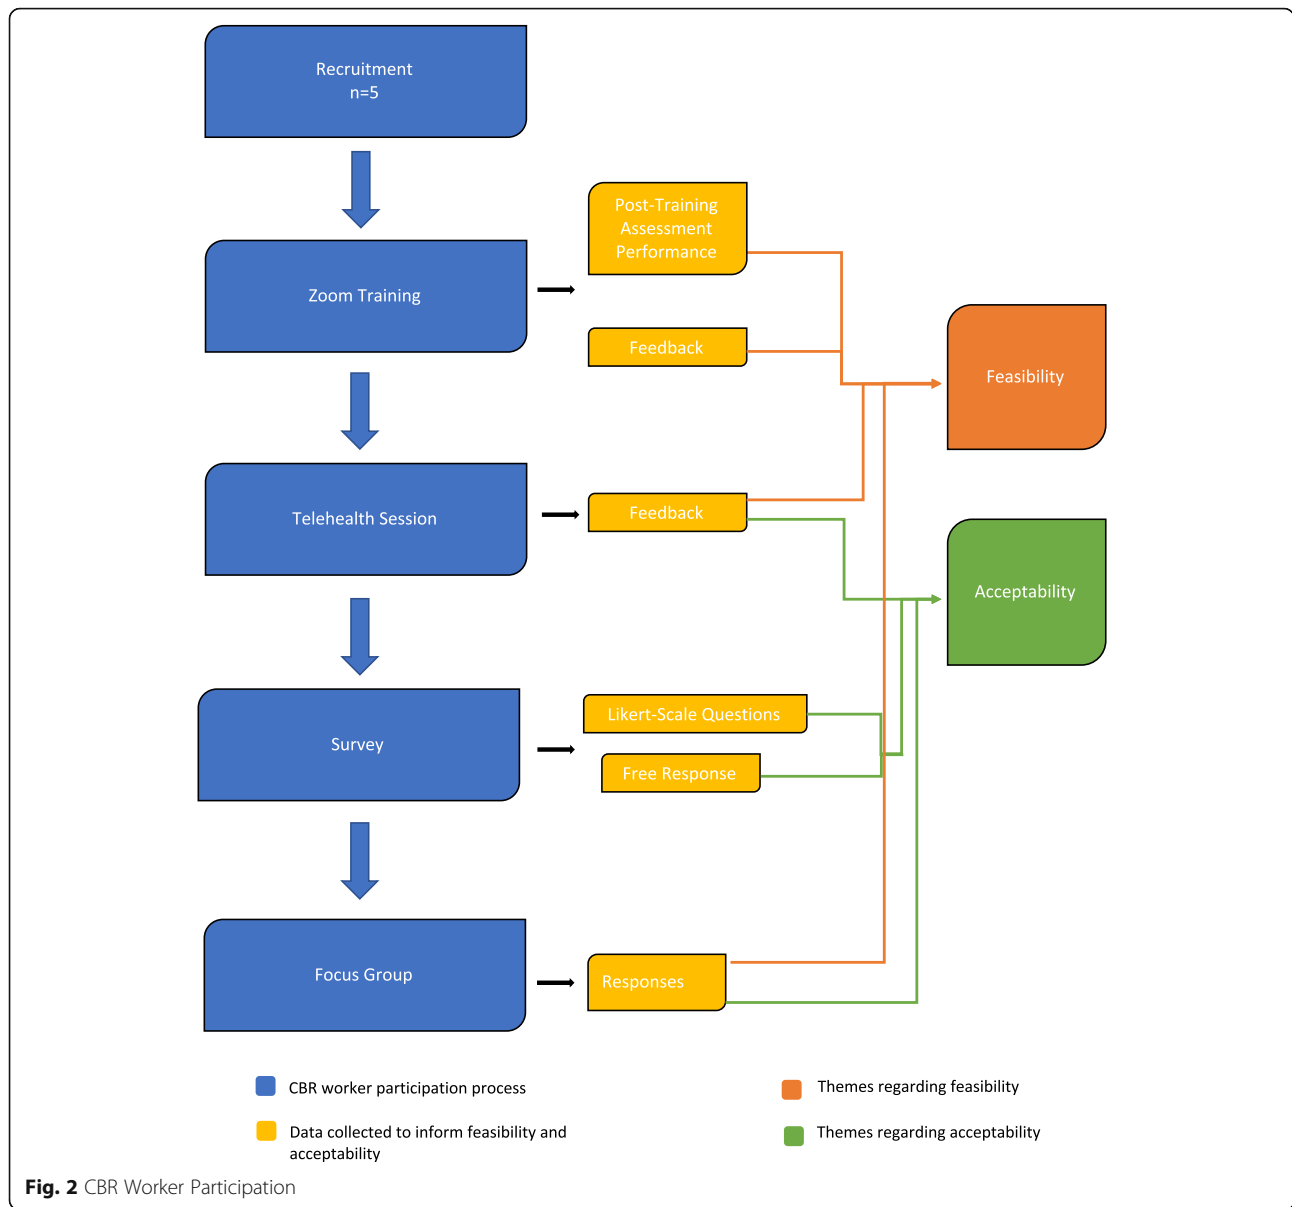 Recruitment
n=5
Post-Training
Assessment
Performance
Zoom Training
Feedback
Feasibility
Telehealth Session
Feedback
Acceptability
Likert-Scale Questions
Survey
Free Response
Focus Group
Responses
CBR worker participation process
Data collected to inform feasibility and
acceptability
Themes regarding feasibility
Themes regarding acceptability
Fig. 2 CBR Worker Participation